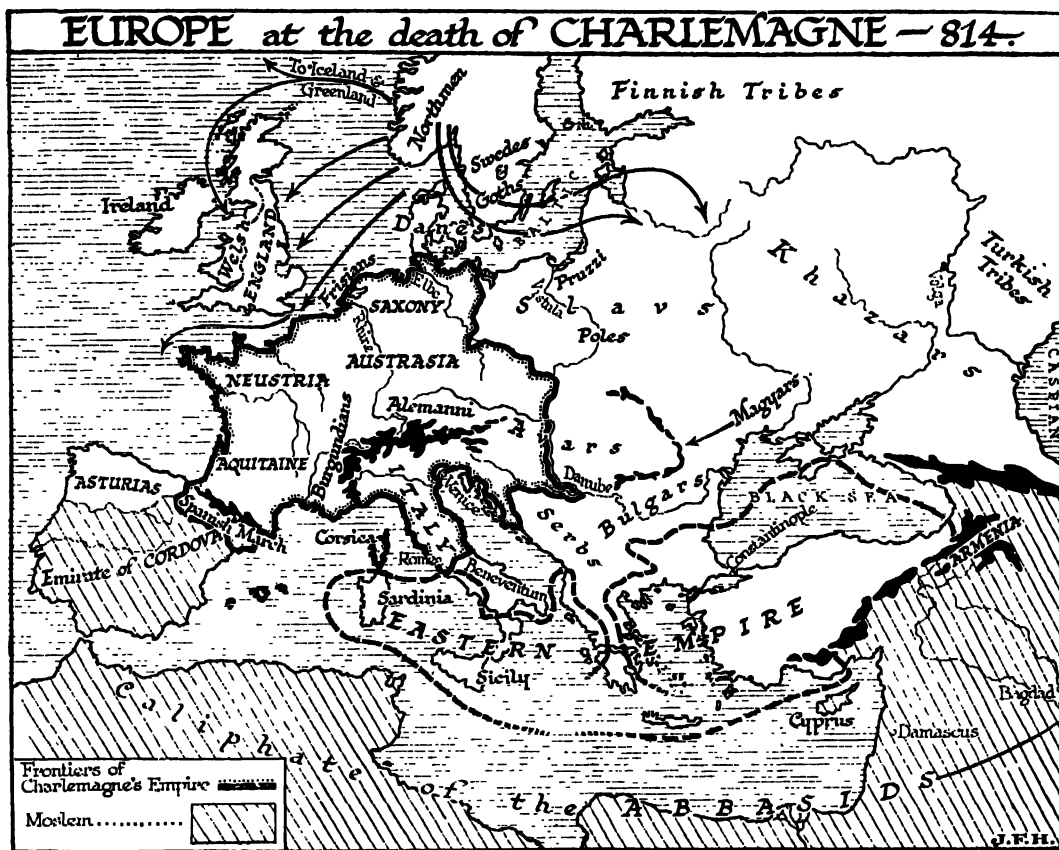 EUROPE at the death of CHARLEMAGNE — 814.
To Iceland &
Greenland
Northmen
Finnish Tribes
Swedes
&
Goths
BALTIC
Ireland
Danes
Welsh
ENGLAND
Frisians
Elbe
SAXONY
Pruzzi
Vistula
Slavs
Poles
Khazars
Volga
Turkish
Tribes
CASPIAN
Rhine
AUSTRASIA
NEUSTRIA
Alemanni
Burgundians
Avars
Magyars
AQUITAINE
ASTURIAS
Spanish March
Emirate of CORDOVA
Danube
Bulgars
Serbs
Venice
ITALY
BLACK SEA
Constantinople
ARMENIA
Corsica
Rome
Beneventum
Sardinia
EASTERN EMPIRE
Sicily
Cyprus
Bagdad
Damascus
Caliphate of the ABBASIDS
Frontiers of
Charlemagne's Empire
Moslem ............
J.F.H.